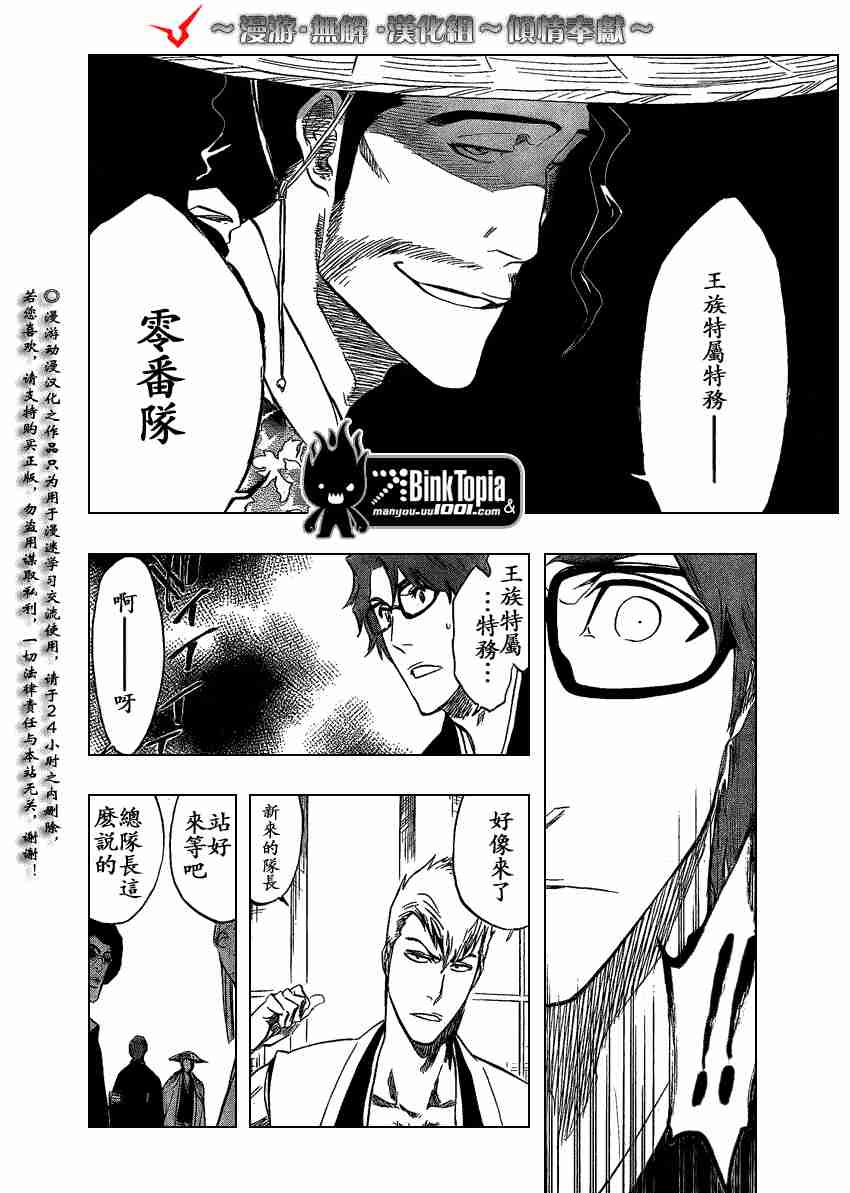 ～漫游·無解·漢化組～傾情奉獻～
王族特屬特務——
零番隊
BinkTopia
&
manyou-uu1001.com
王族特屬
…特務…
啊——呀
!!
好像來了
新來的隊長
站好
來等吧
總隊長這
麼說的
◎漫游动漫汉化之作品只为用于漫迷学习交流使用，请于24小时之内删除，
若您喜欢，请支持购买正版，勿盗用谋取私利，一切法律责任与本站无关，谢谢！